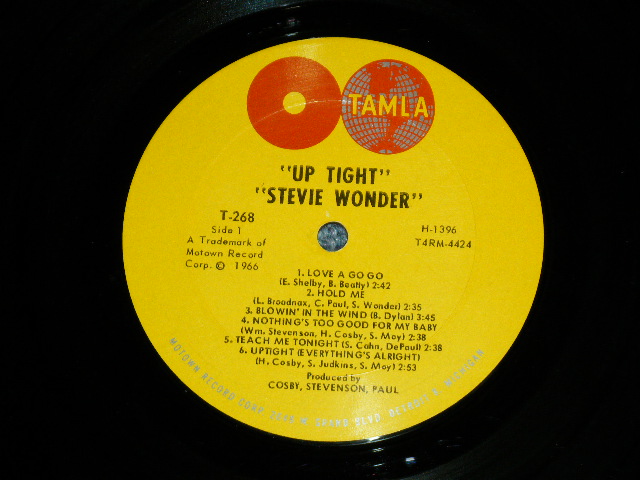 TAMLA
"UP TIGHT"
"STEVIE WONDER"
T-268
Side 1
A Trademark of
Motown Record
Corp. © 1966
H-1396
T4RM-4424
1. LOVE A GO GO
(E. Shelby, B. Beatty) 2:42
2. HOLD ME
(L. Broadnax, C. Paul, S. Wonder) 2:35
3. BLOWIN' IN THE WIND (B. Dylan) 3:45
4. NOTHING'S TOO GOOD FOR MY BABY
(Wm. Stevenson, H. Cosby, S. Moy) 2:38
5. TEACH ME TONIGHT (S. Cahn, DePaul) 2:38
6. UPTIGHT (EVERYTHING'S ALRIGHT)
(H. Cosby, S. Judkins, S. Moy) 2:53
Produced by
COSBY, STEVENSON, PAUL
MOTOWN RECORD CORP. W. GRAND BLVD. DETROIT 8, MICHIGAN